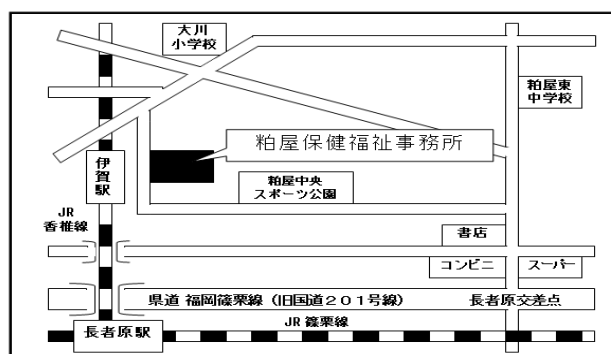 大川
小学校
粕屋東
中学校
粕屋保健福祉事務所
伊賀駅
粕屋中央
スポーツ公園
JR
香椎線
書店
コンビニ
スーパー
県道 福岡篠栗線（旧国道201号線）
長者原交差点
JR 篠栗線
長者原駅